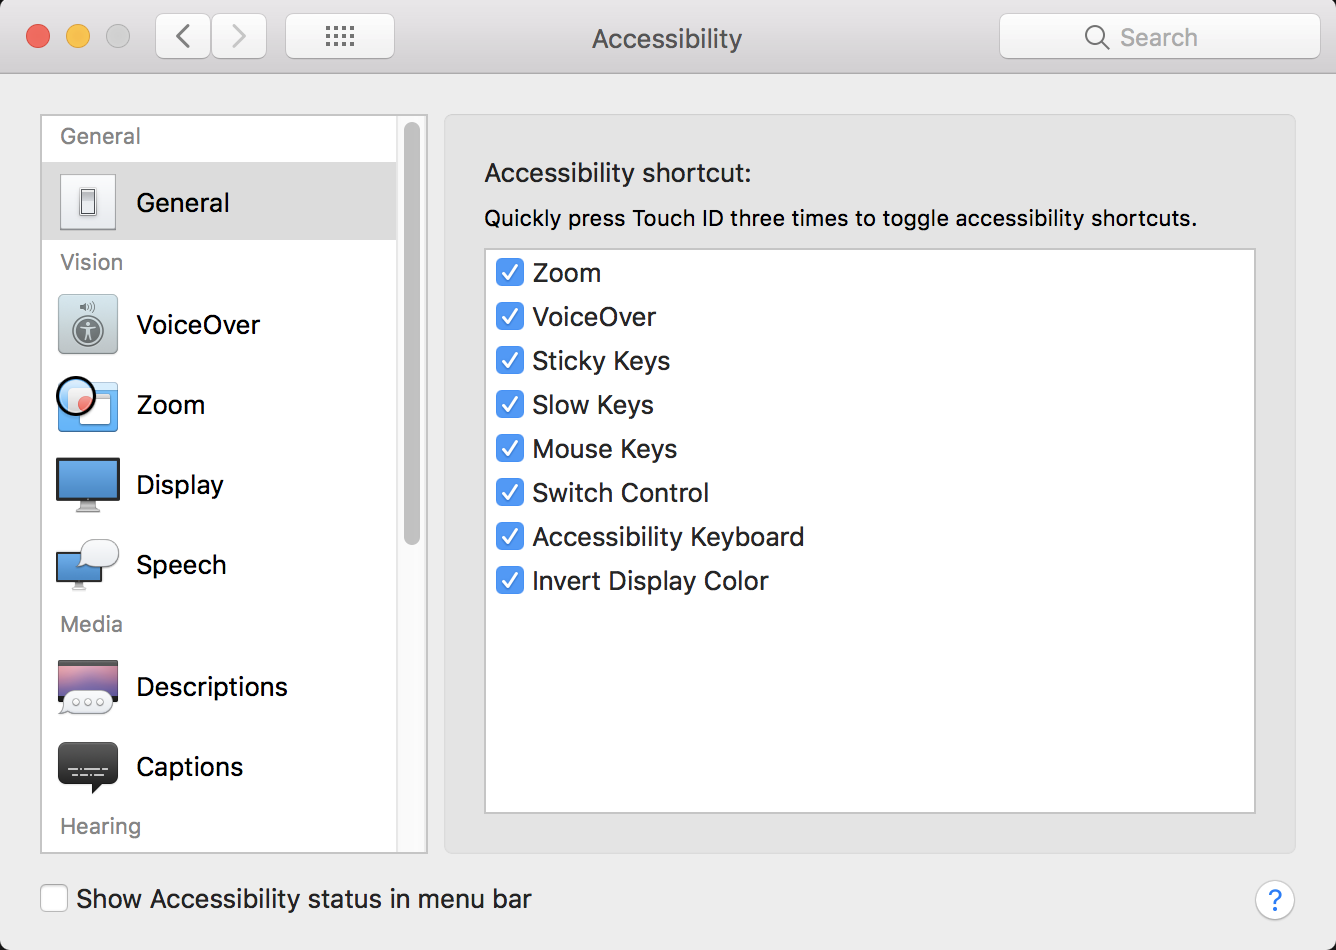 Accessibility
Search
General
General
Vision
VoiceOver
Zoom
Display
Speech
Media
Descriptions
Captions
Hearing
Accessibility shortcut:
Quickly press Touch ID three times to toggle accessibility shortcuts.
Zoom
VoiceOver
Sticky Keys
Slow Keys
Mouse Keys
Switch Control
Accessibility Keyboard
Invert Display Color
Show Accessibility status in menu bar
?